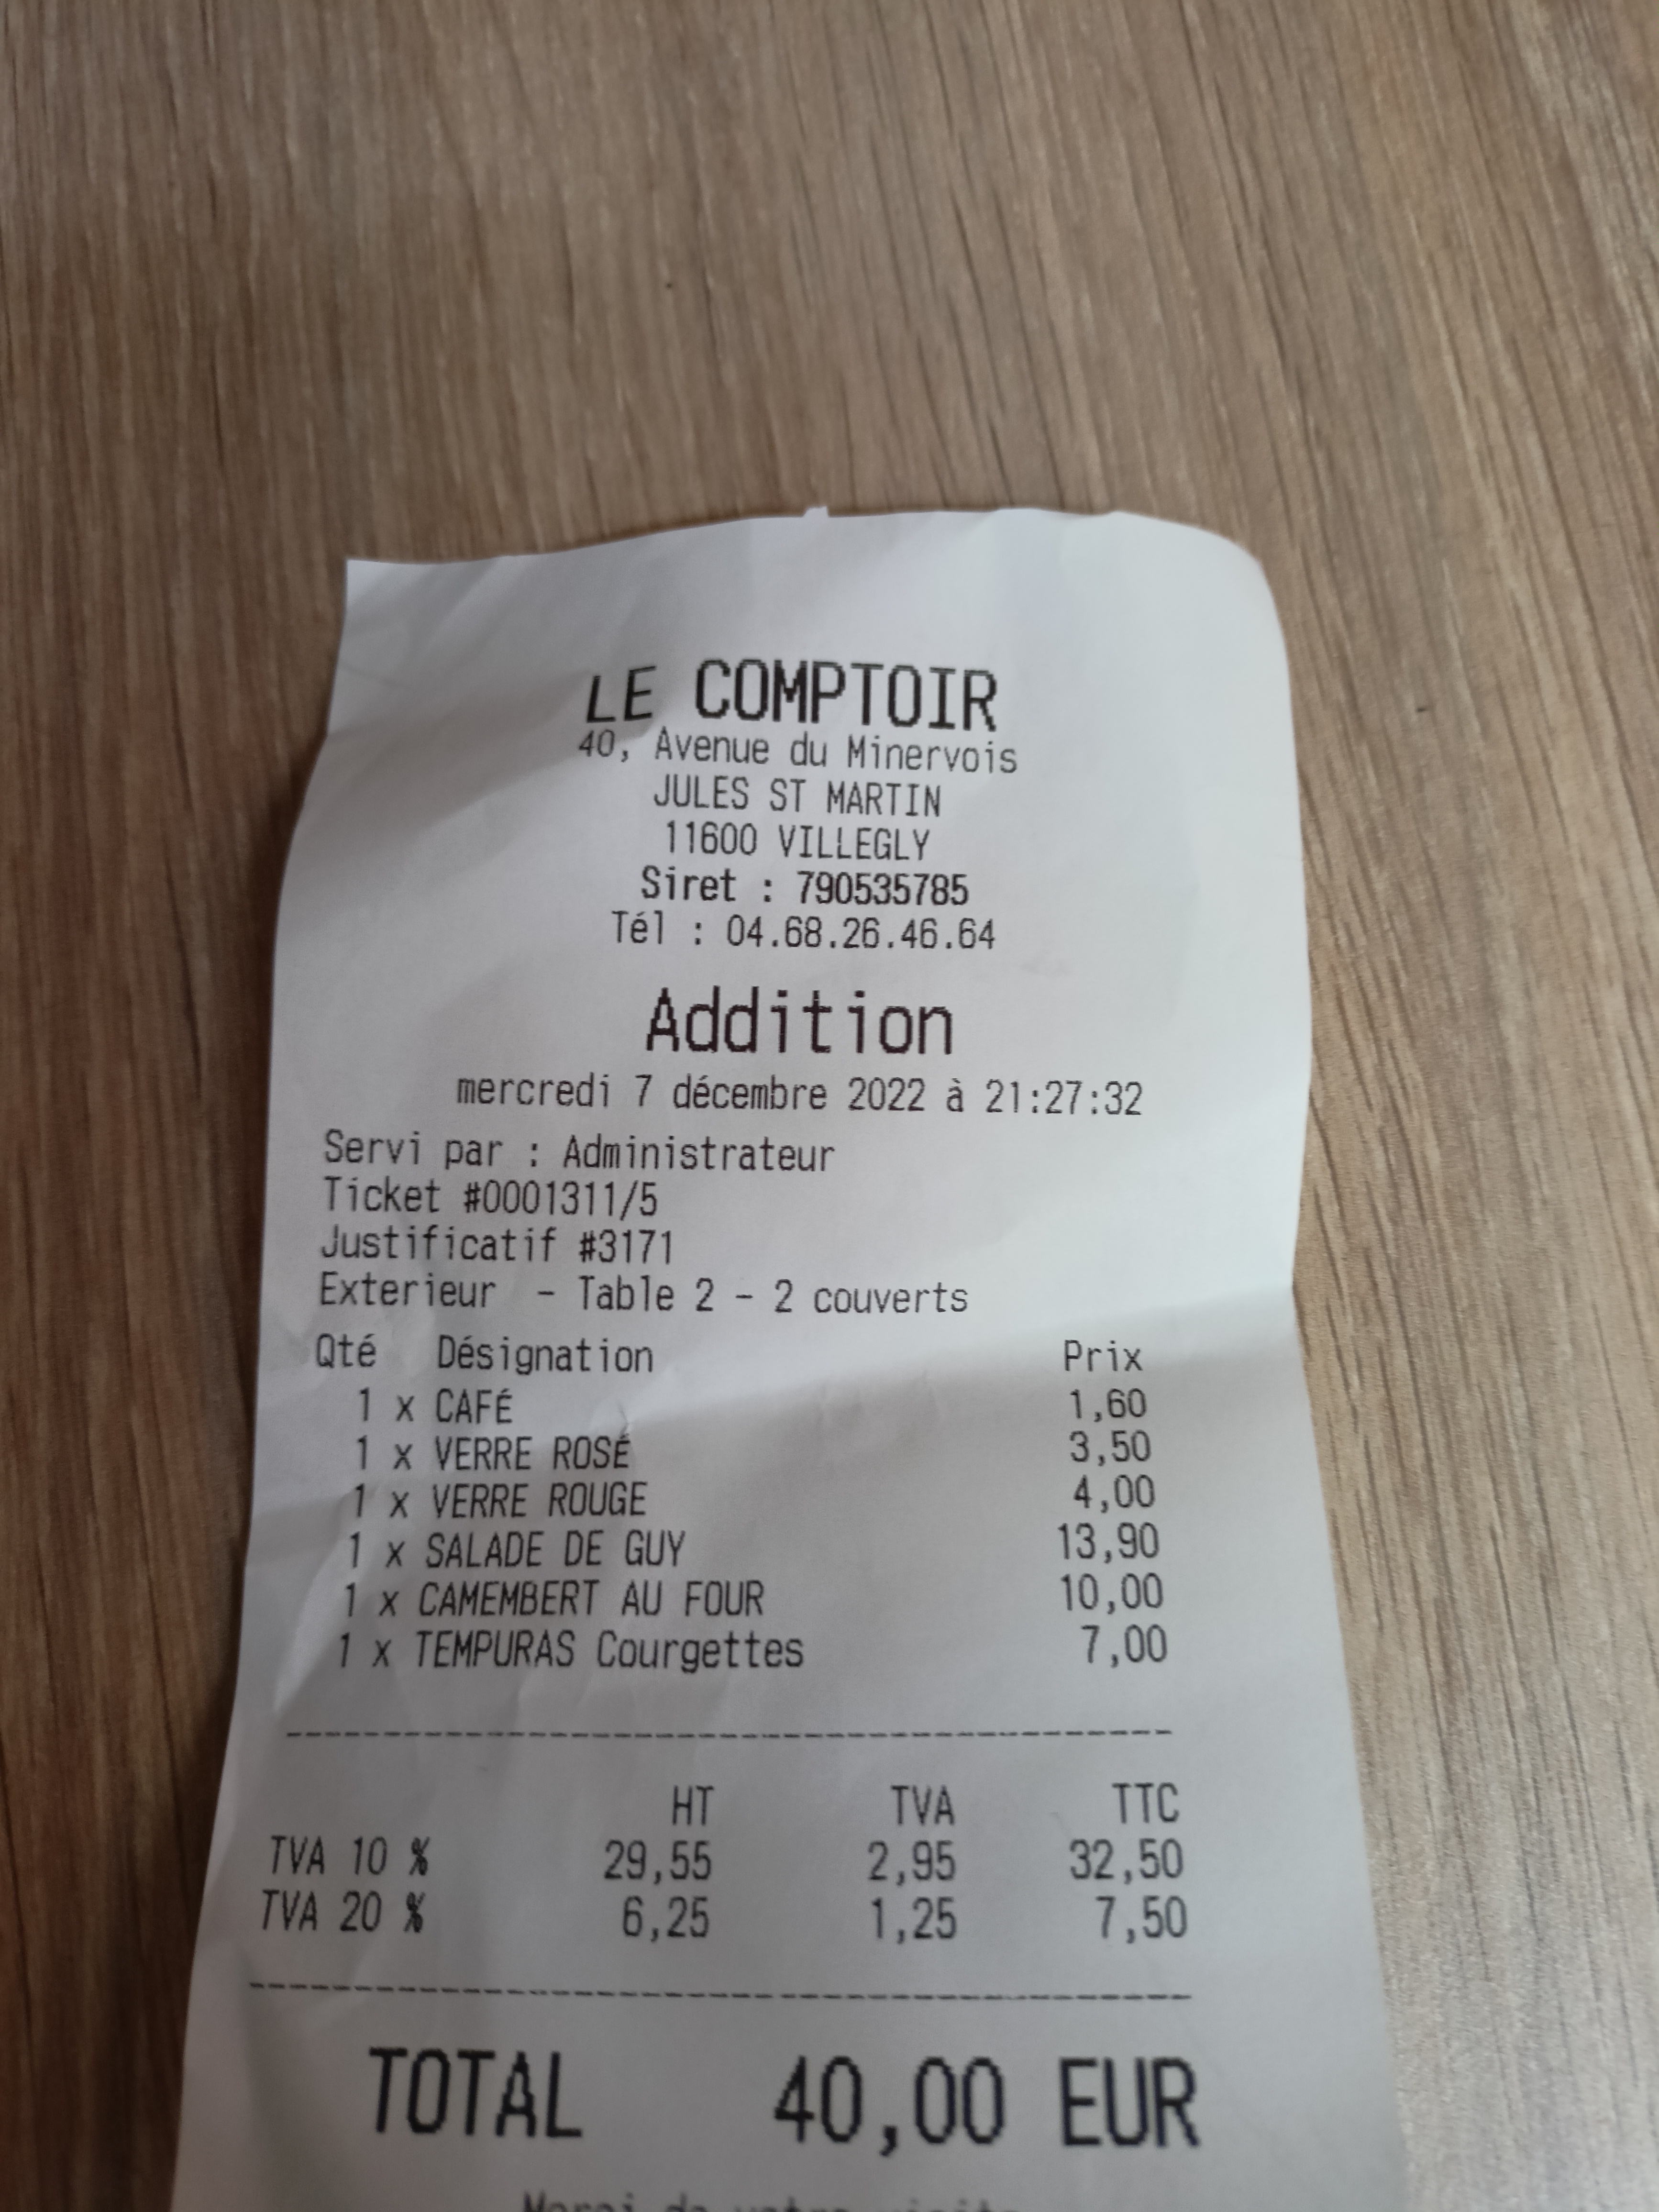 LE COMPTOIR
40, Avenue du Minervois
JULES ST MARTIN
11600 VILLEGLY
Siret : 790535785
Tél : 04.68.26.46.64
Addition
mercredi 7 décembre 2022 à 21:27:32
Servi par : Administrateur
Ticket #0001311/5
Justificatif #3171
Exterieur - Table 2 - 2 couverts
Qté Désignation Prix
1 x CAFÉ 1,60
1 x VERRE ROSÉ 3,50
1 x VERRE ROUGE 4,00
1 x SALADE DE GUY 13,90
1 x CAMEMBERT AU FOUR 10,00
1 x TEMPURAS Courgettes 7,00
HT TVA TTC
TVA 10 % 29,55 2,95 32,50
TVA 20 % 6,25 1,25 7,50
TOTAL 40,00 EUR
Merci de votre visite